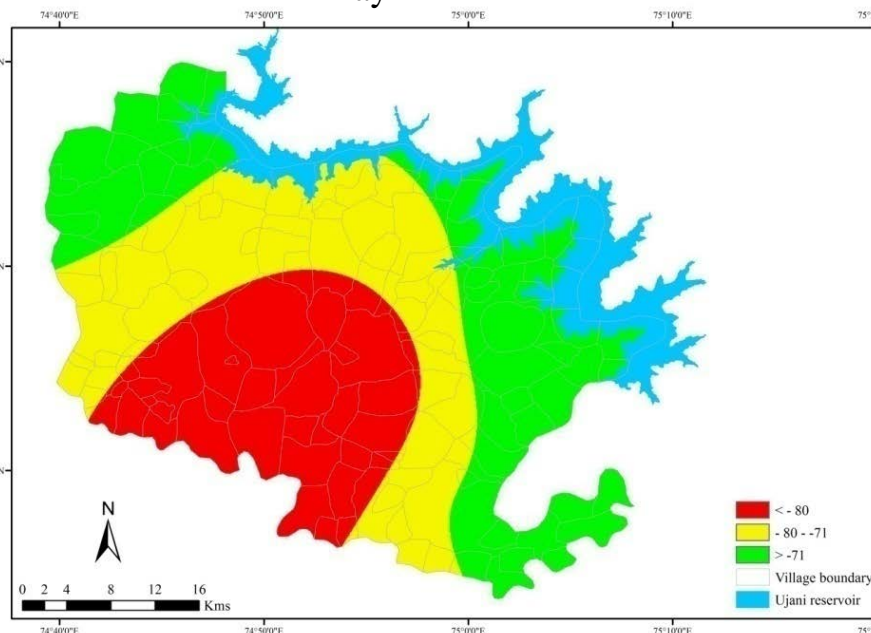 74°40'0"E 74°50'0"E 75°0'0"E 75°10'0"E
N
< - 80
- 80 - -71
> -71
Village boundary
Ujani reservoir
0 2 4 8 12 16
Kms
74°40'0"E 74°50'0"E 75°0'0"E 75°10'0"E